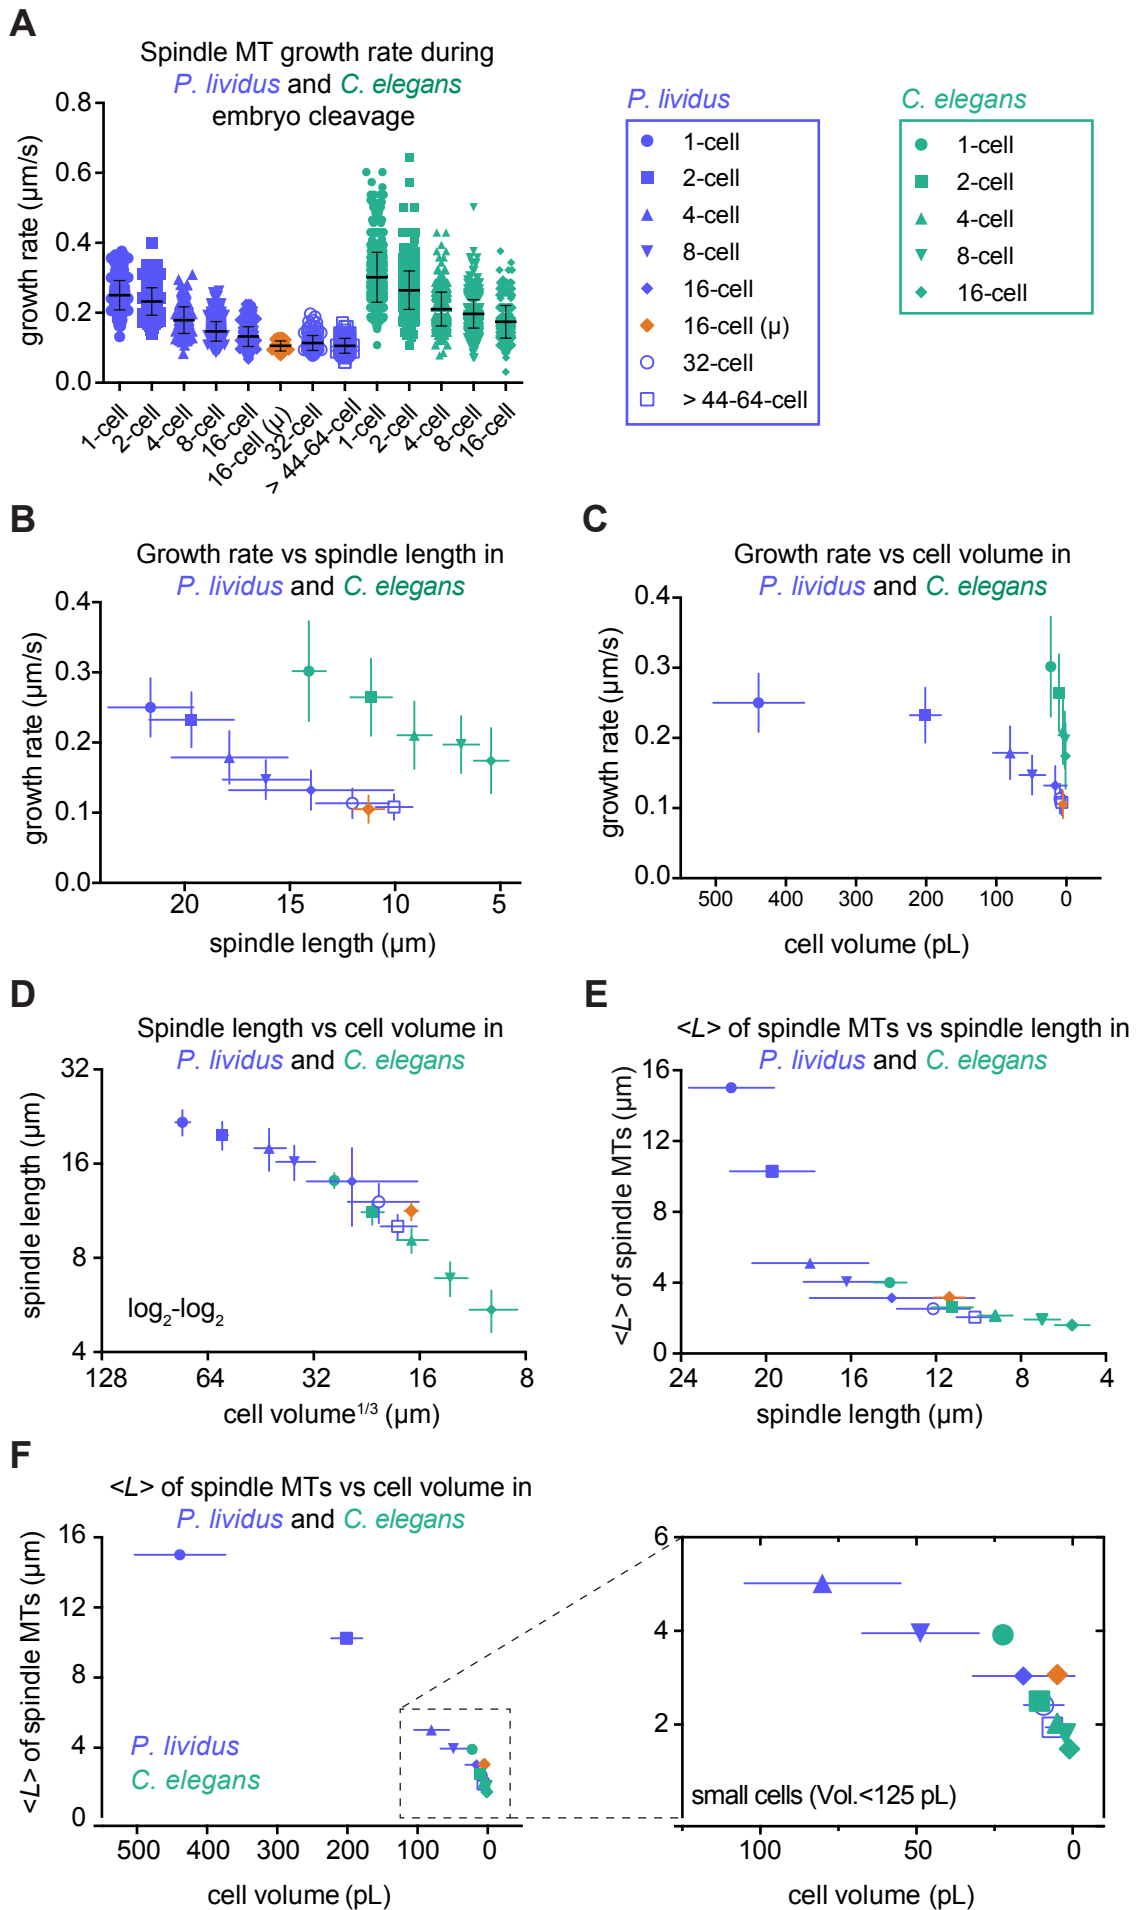 A
Spindle MT growth rate during
P. lividus and C. elegans
embryo cleavage
growth rate (µm/s)
0.8
0.6
0.4
0.2
0.0
1-cell
2-cell
4-cell
8-cell
16-cell
16-cell (µ)
32-cell
> 44-64-cell
1-cell
2-cell
4-cell
8-cell
16-cell
P. lividus
1-cell
2-cell
4-cell
8-cell
16-cell
16-cell (µ)
32-cell
> 44-64-cell
C. elegans
1-cell
2-cell
4-cell
8-cell
16-cell
B
Growth rate vs spindle length in
P. lividus and C. elegans
growth rate (µm/s)
0.4
0.3
0.2
0.1
0.0
20 15 10 5
spindle length (µm)
C
Growth rate vs cell volume in
P. lividus and C. elegans
growth rate (µm/s)
0.4
0.3
0.2
0.1
0.0
500 400 300 200 100 0
cell volume (pL)
D
Spindle length vs cell volume in
P. lividus and C. elegans
spindle length (µm)
32
16
8
4
log2-log2
128 64 32 16 8
cell volume1/3 (µm)
E
<L> of spindle MTs vs spindle length in
P. lividus and C. elegans
<L> of spindle MTs (µm)
16
12
8
4
0
24 20 16 12 8 4
spindle length (µm)
F
<L> of spindle MTs vs cell volume in
P. lividus and C. elegans
<L> of spindle MTs (µm)
16
12
8
4
0
P. lividus
C. elegans
500 400 300 200 100 0
cell volume (pL)
6
4
2
small cells (Vol.<125 pL)
100 50 0
cell volume (pL)